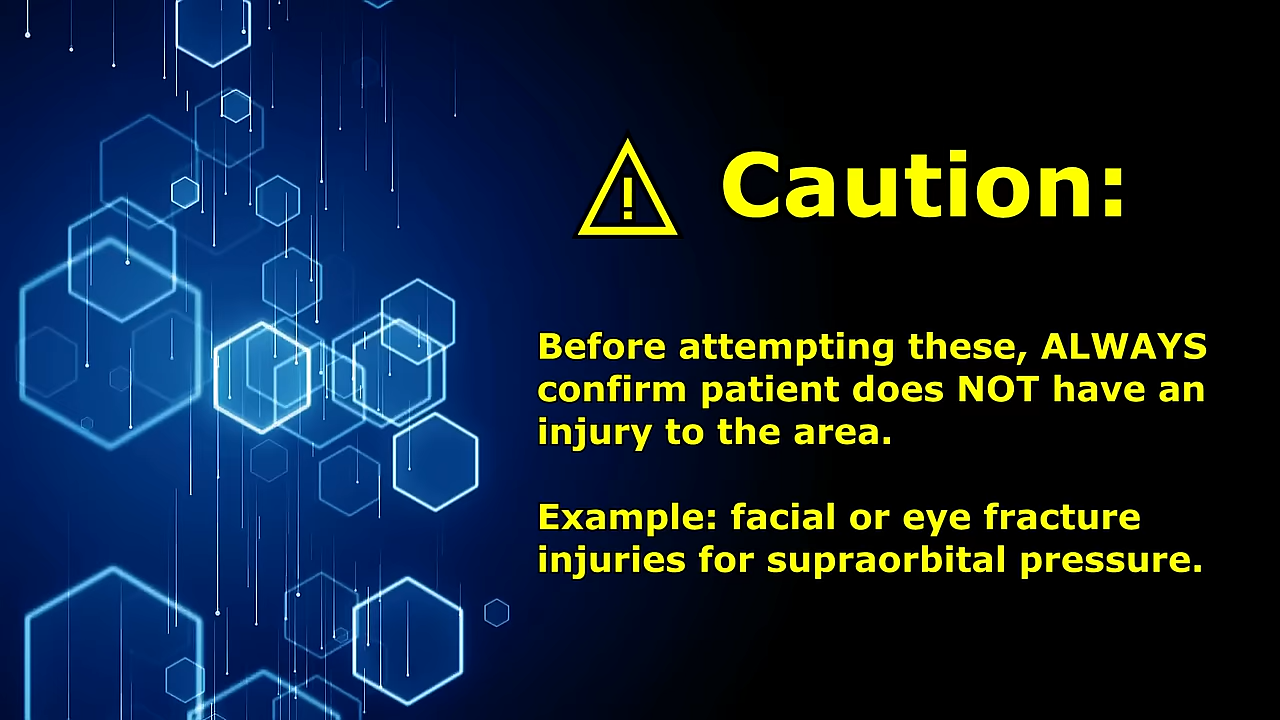 Caution:
Before attempting these, ALWAYS
confirm patient does NOT have an
injury to the area.
Example: facial or eye fracture
injuries for supraorbital pressure.